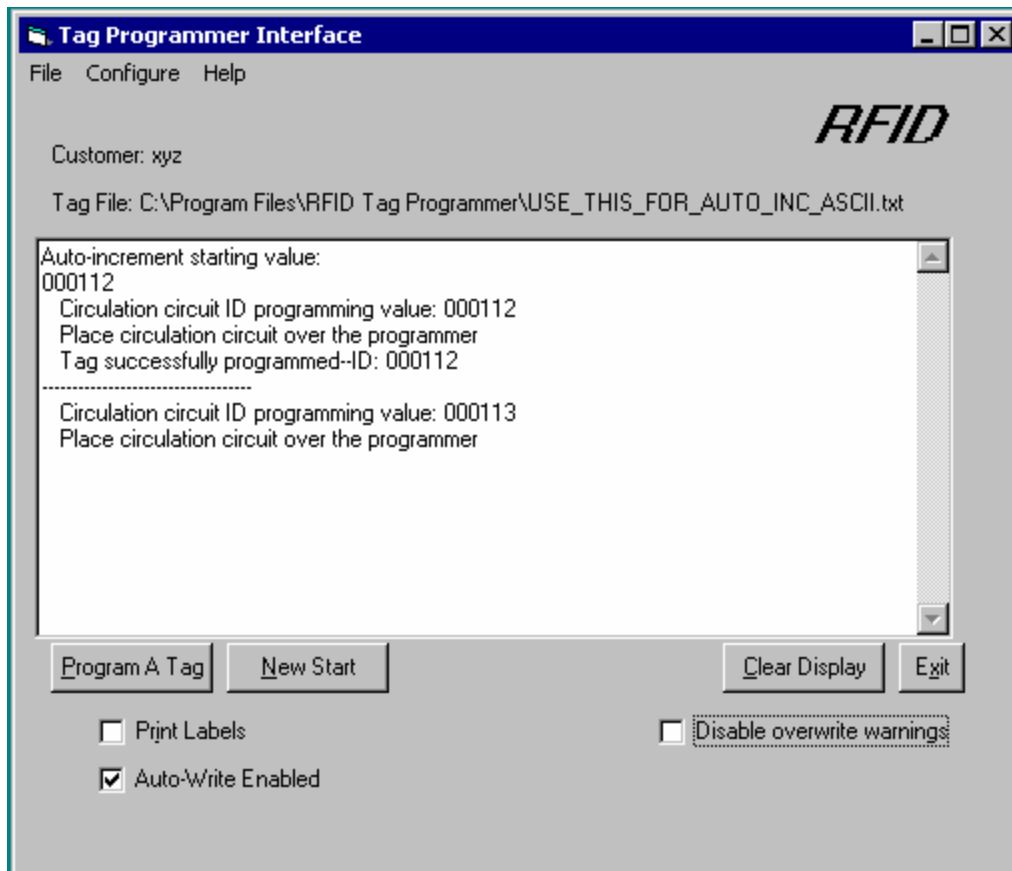 Tag Programmer Interface
File Configure Help
RFID
Customer: xyz
Tag File: C:\Program Files\RFID Tag Programmer\USE_THIS_FOR_AUTO_INC_ASCII.txt
Auto-increment starting value:
000112
Circulation circuit ID programming value: 000112
Place circulation circuit over the programmer
Tag successfully programmed--ID: 000112
---------------------------------
Circulation circuit ID programming value: 000113
Place circulation circuit over the programmer
Program A Tag New Start Clear Display Exit
Print Labels Disable overwrite warnings
Auto-Write Enabled